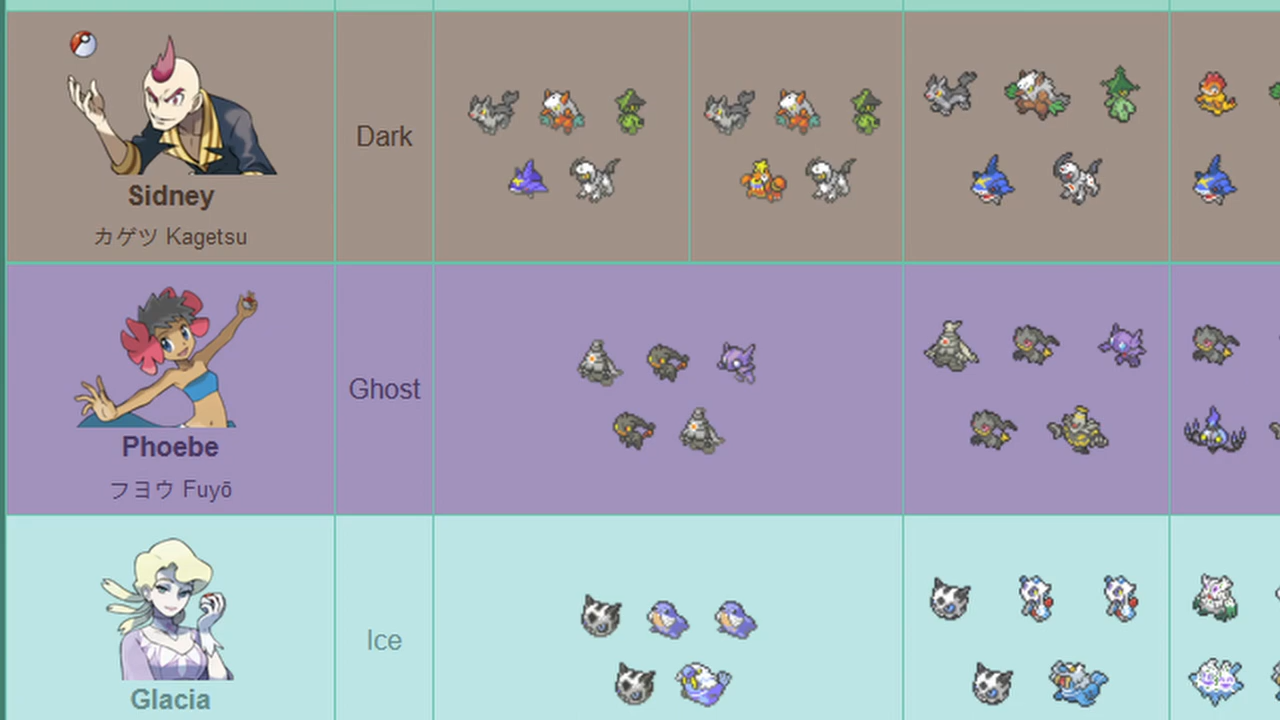 Dark
Sidney
カゲツ Kagetsu
Ghost
Phoebe
フヨウ Fuyō
Ice
Glacia